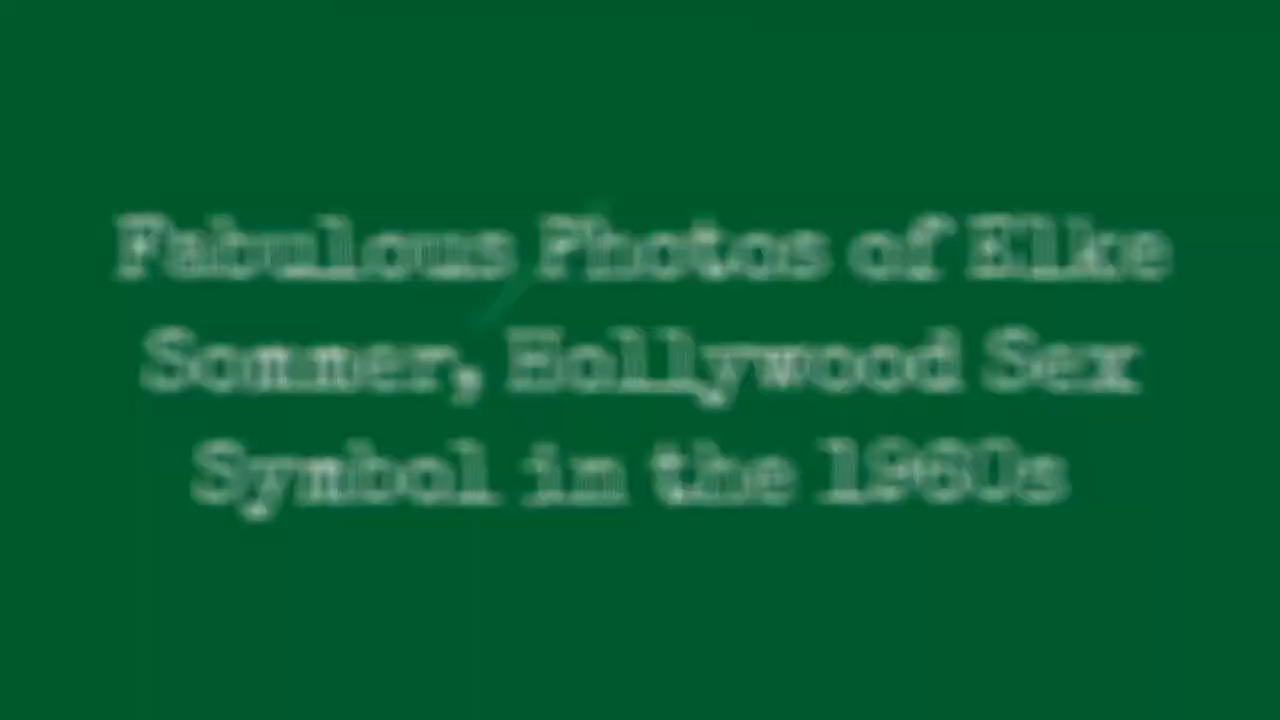 Fabulous Photos of Elke
Sommer, Hollywood Sex
Symbol in the 1960s